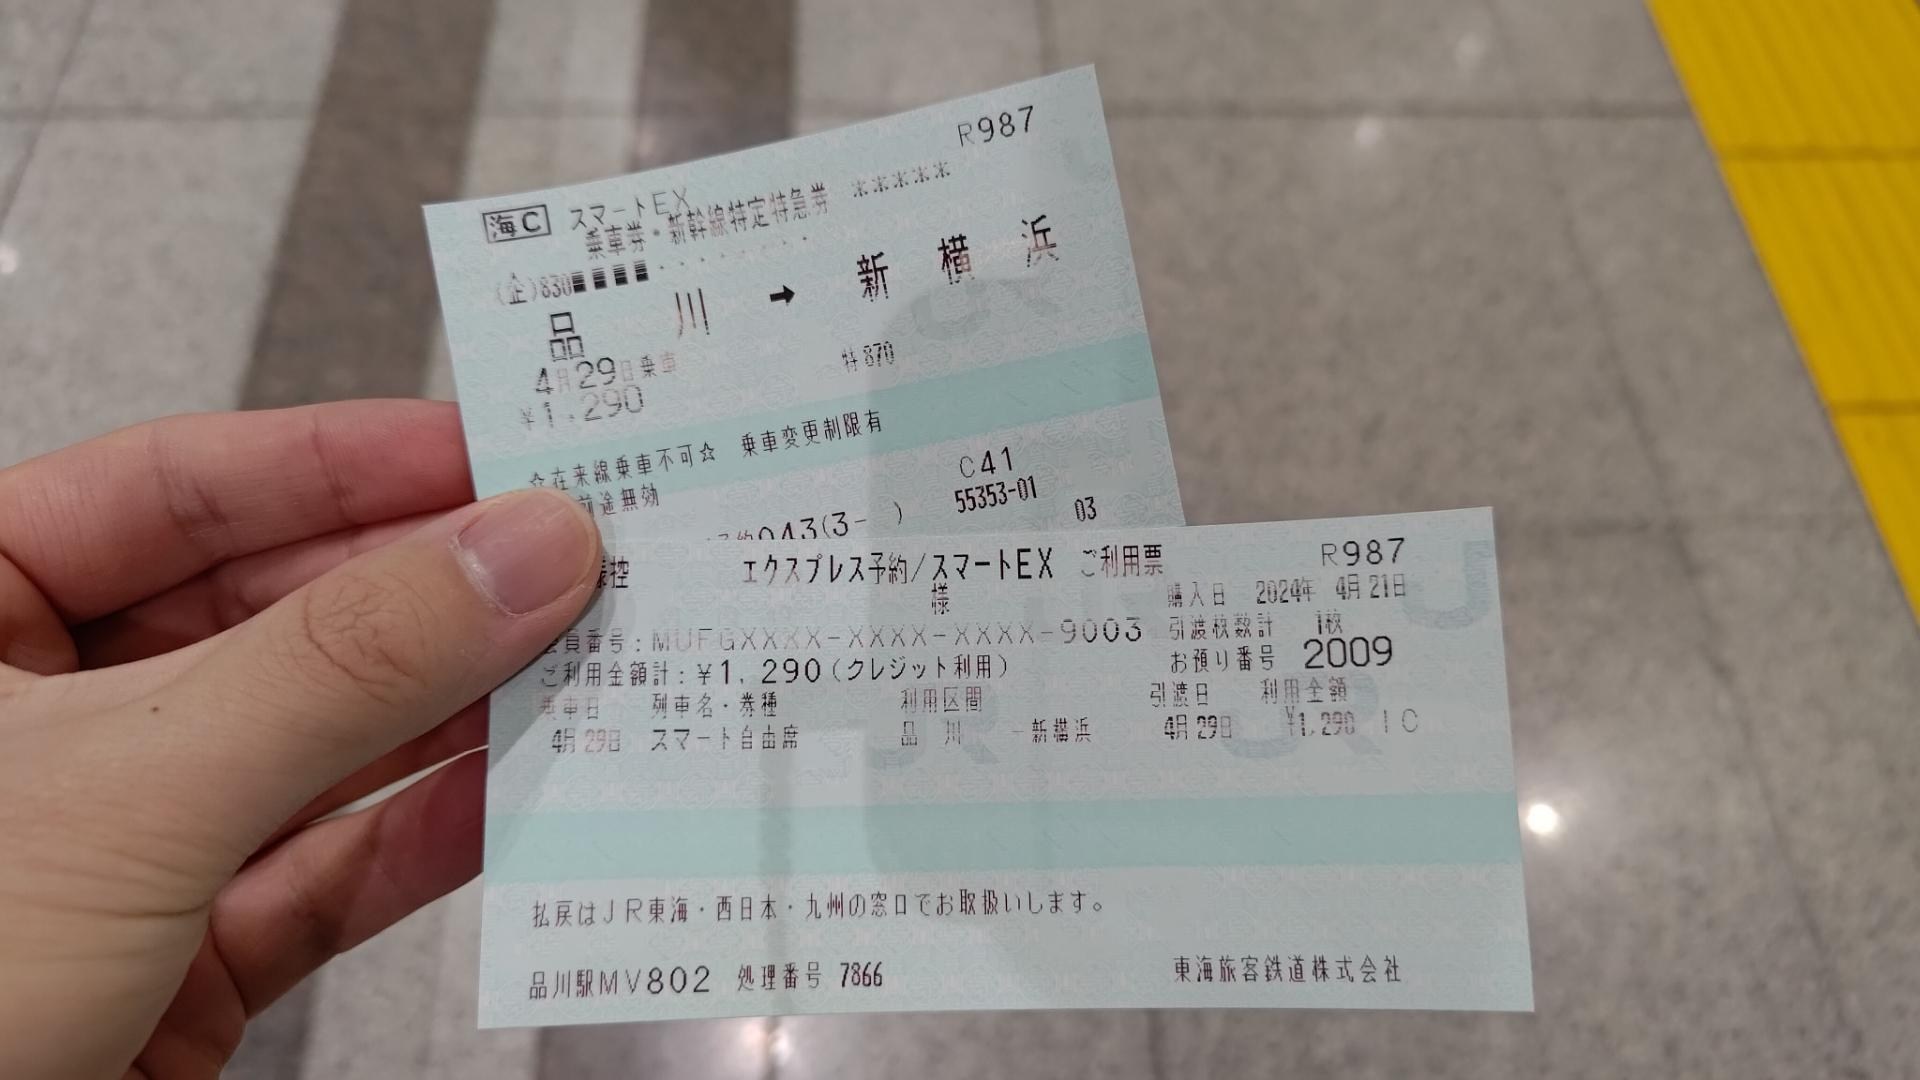 R987
海C スマートEX *****
乗車券・新幹線特定特急券
(企)830■■■■・・・・・・・・
品 川 → 新 横 浜
4月29日乗車 特870
¥1,290
☆在来線乗車不可☆ 乗車変更制限有
前途無効
C41
043(3- ) 55353-01 03
控 エクスプレス予約/スマートEX ご利用票 R987
様 購入日 2024年 4月21日
会員番号:MUFGXXXX-XXXX-XXXX-9003 引渡枚数計 1枚
ご利用金額計:¥1,290(クレジット利用) お預り番号 2009
乗車日 列車名・券種 利用区間 引渡日 利用金額
4月29日 スマート自由席 品 川 -新横浜 4月29日 ¥1,290 IC
払戻はJR東海・西日本・九州の窓口でお取扱いします。
品川駅MV802 処理番号 7866 東海旅客鉄道株式会社